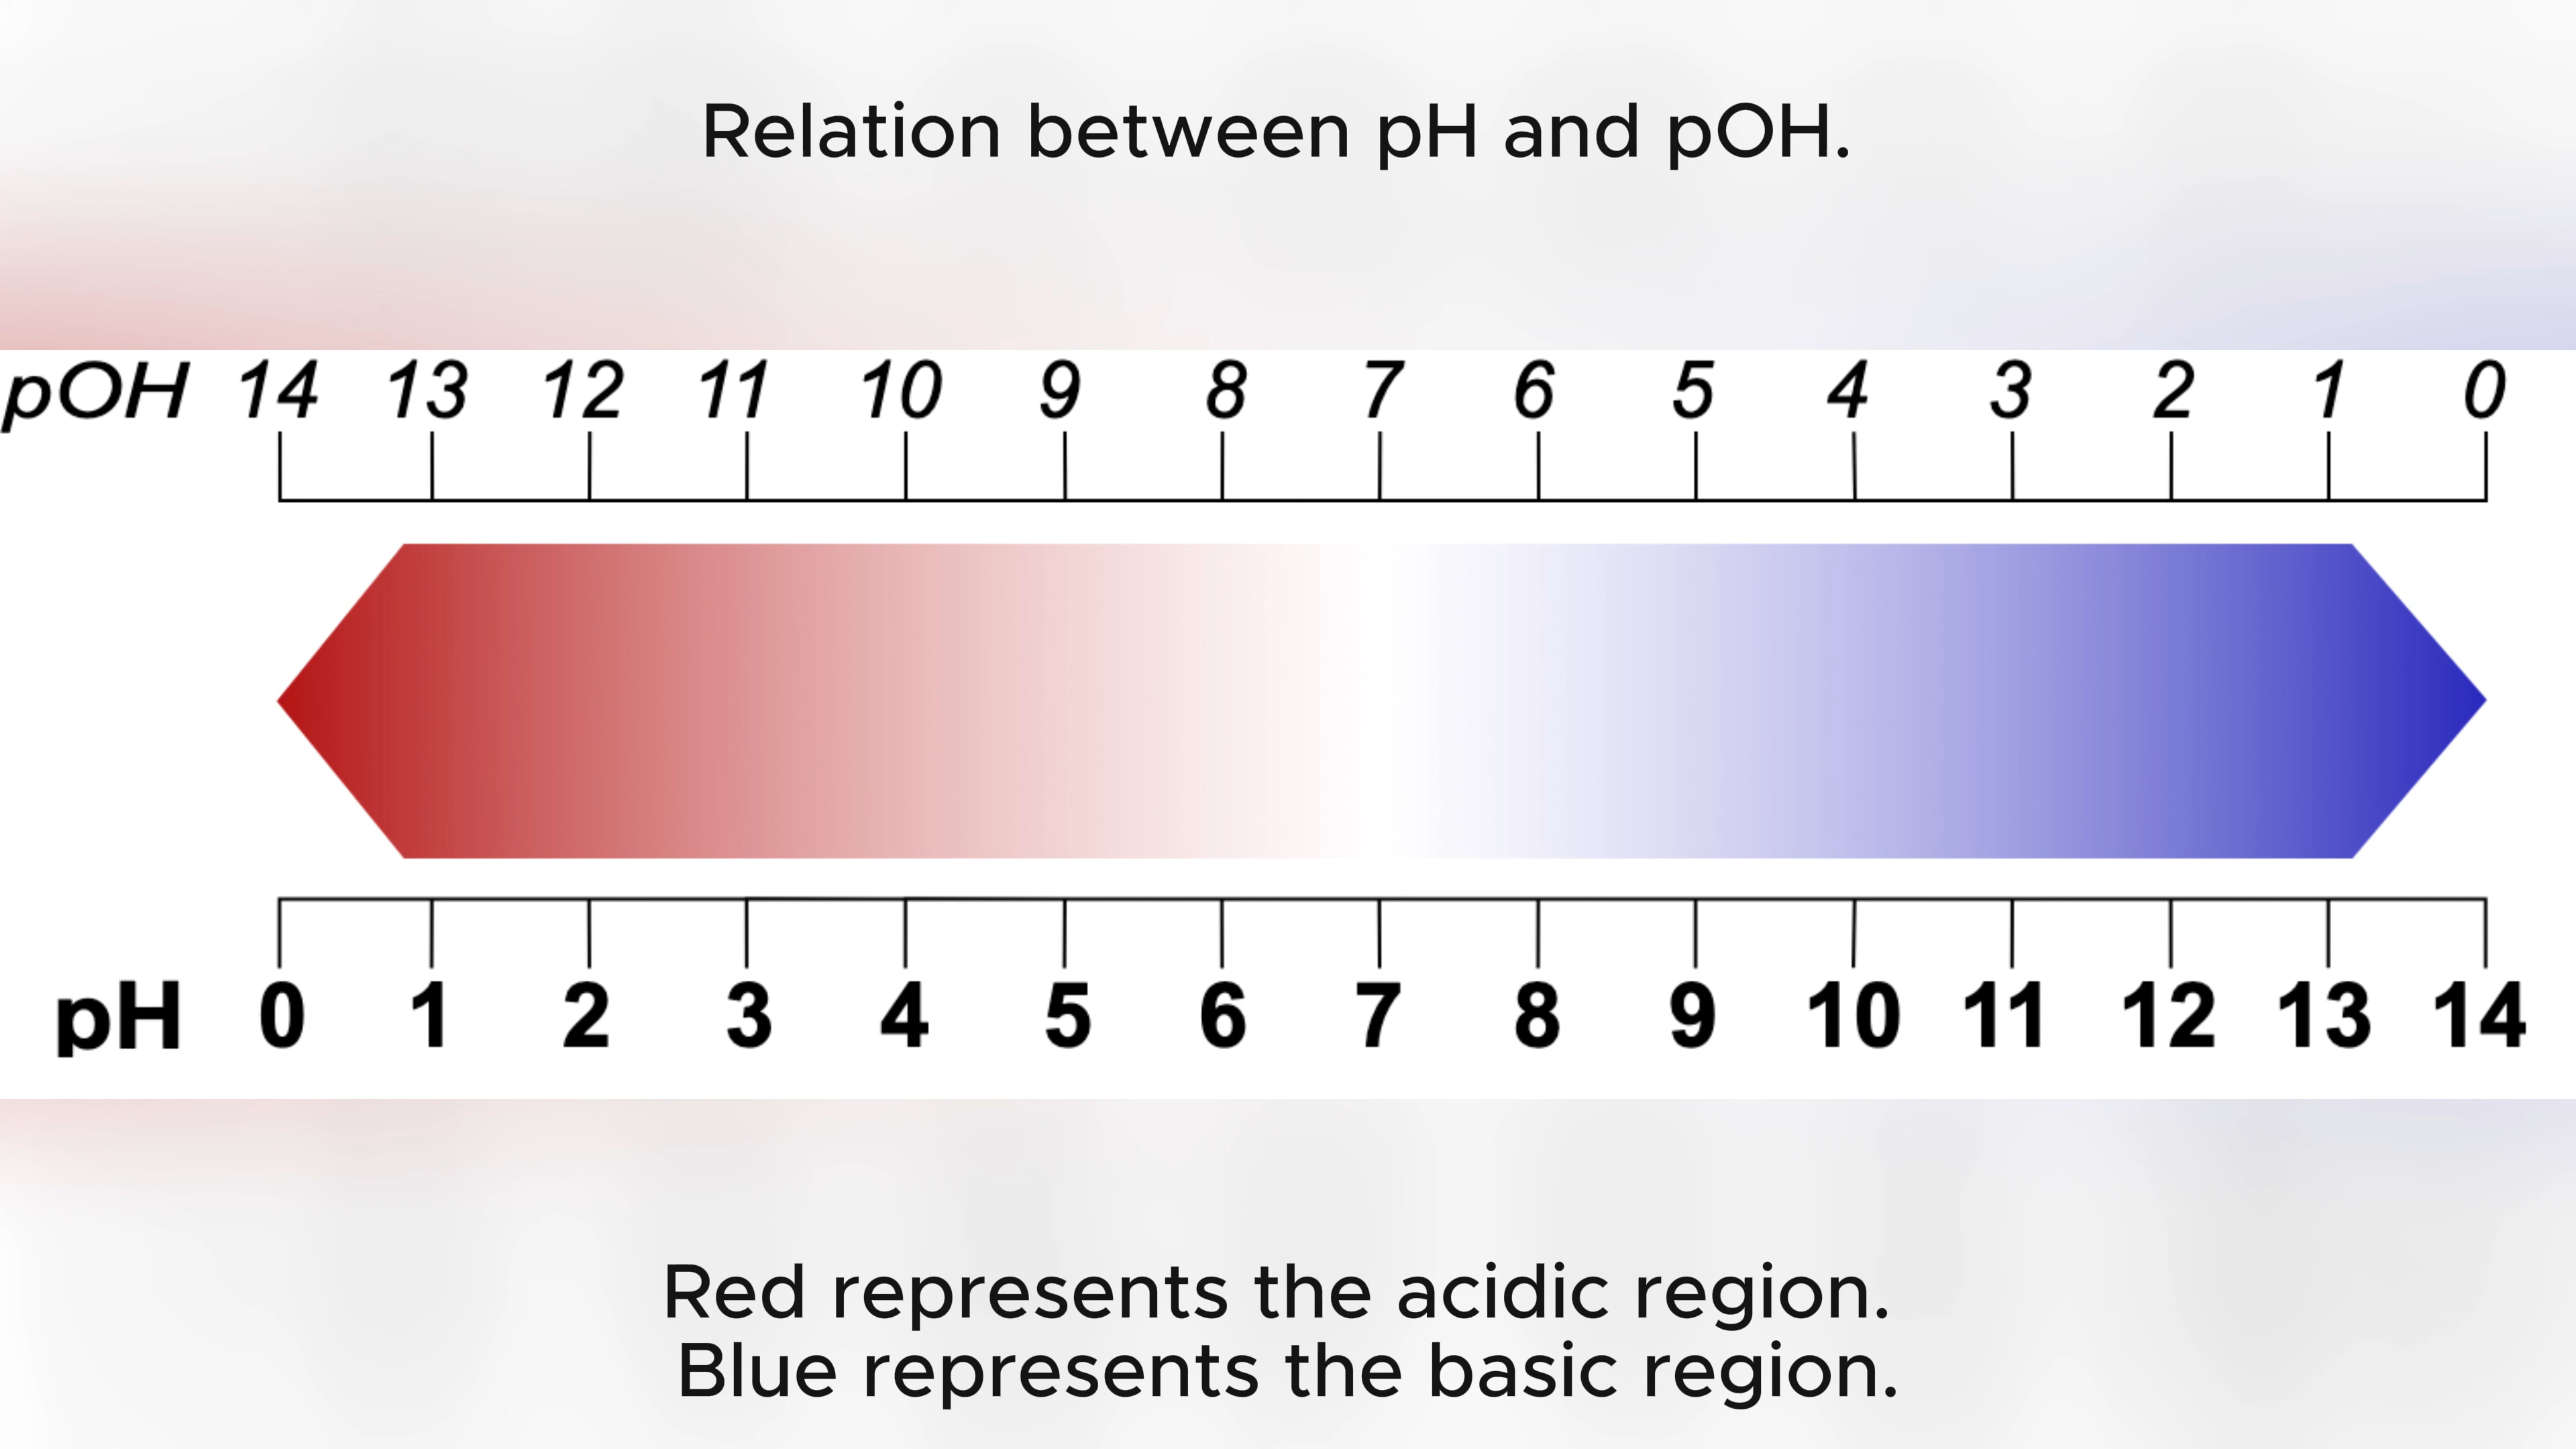 Relation between pH and pOH.
pOH 14 13 12 11 10 9 8 7 6 5 4 3 2 1 0
pH 0 1 2 3 4 5 6 7 8 9 10 11 12 13 14
Red represents the acidic region.
Blue represents the basic region.